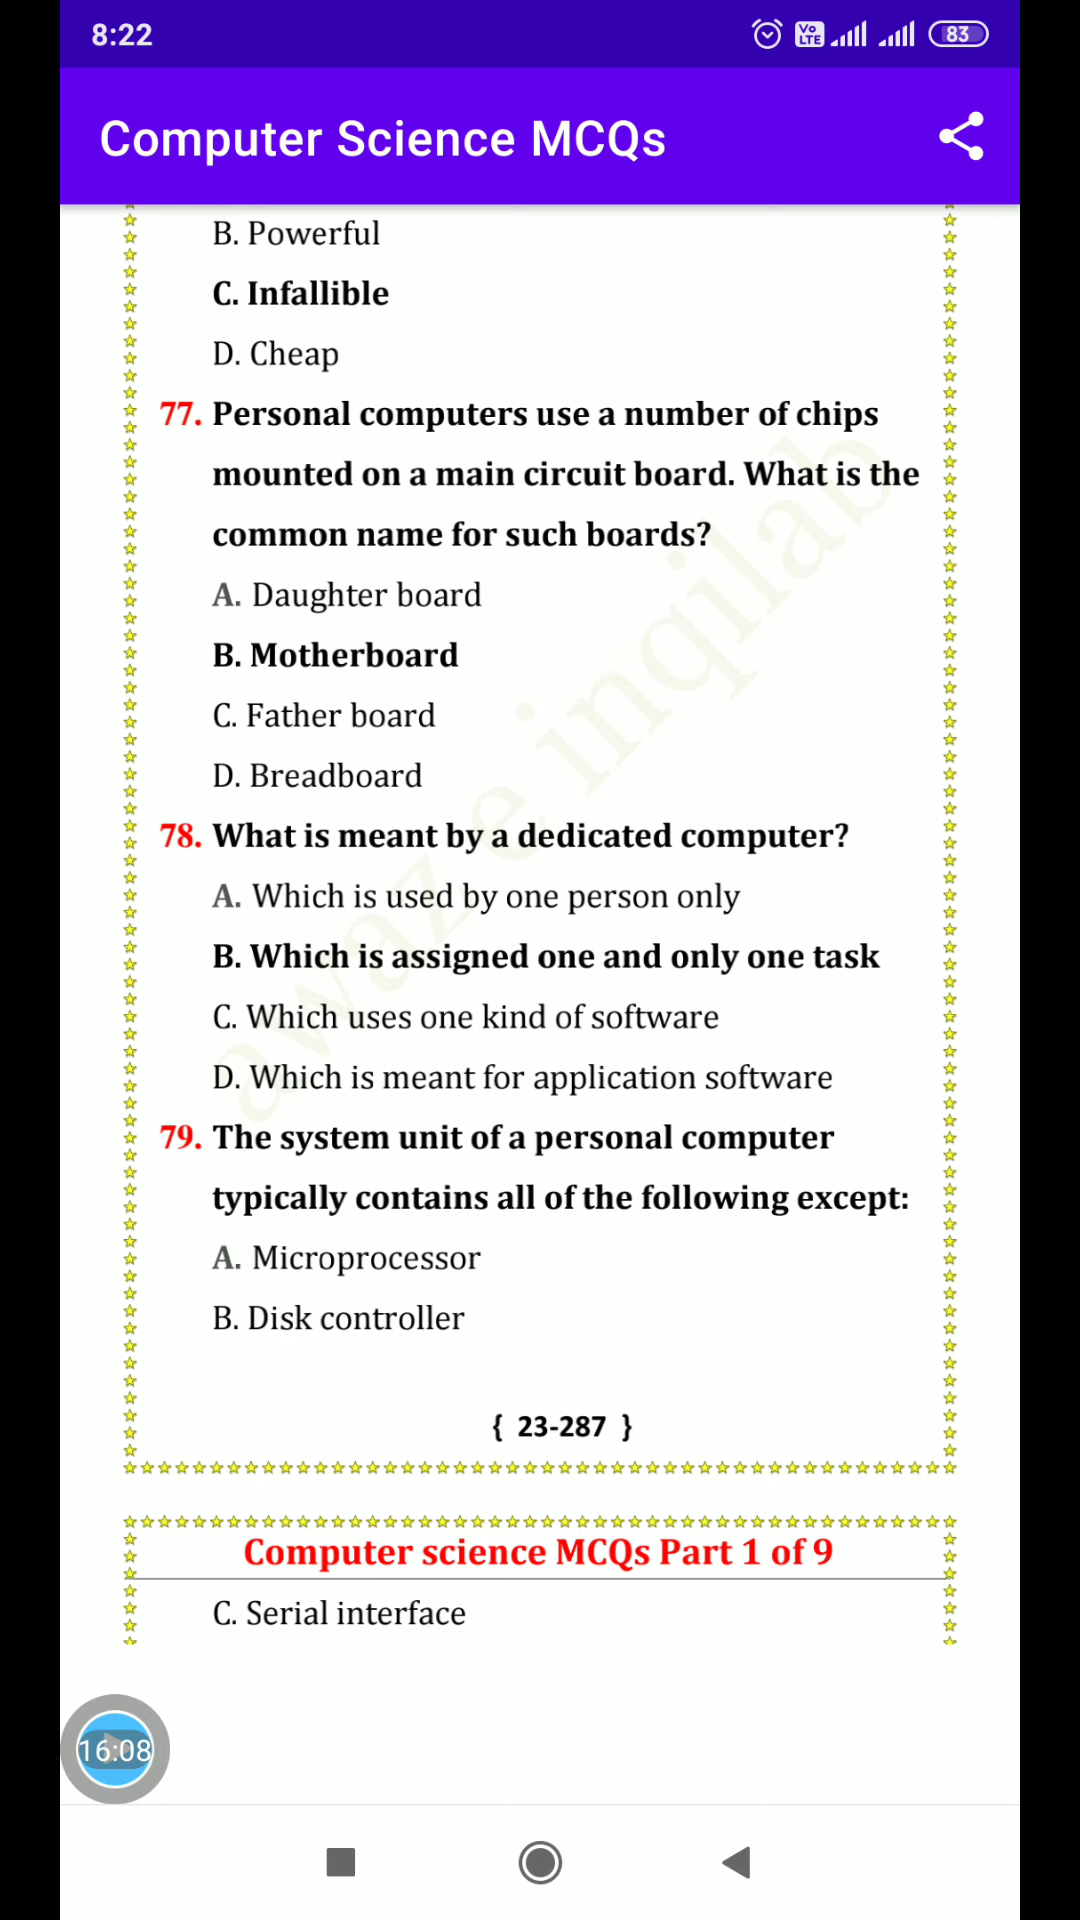 8:22
Vo LTE
83
Computer Science MCQs
B. Powerful
C. Infallible
D. Cheap
77. Personal computers use a number of chips
mounted on a main circuit board. What is the
common name for such boards?
A. Daughter board
B. Motherboard
C. Father board
D. Breadboard
78. What is meant by a dedicated computer?
A. Which is used by one person only
B. Which is assigned one and only one task
C. Which uses one kind of software
D. Which is meant for application software
79. The system unit of a personal computer
typically contains all of the following except:
A. Microprocessor
B. Disk controller
awaz e inqilab
{ 23-287 }
Computer science MCQs Part 1 of 9
C. Serial interface
16:08